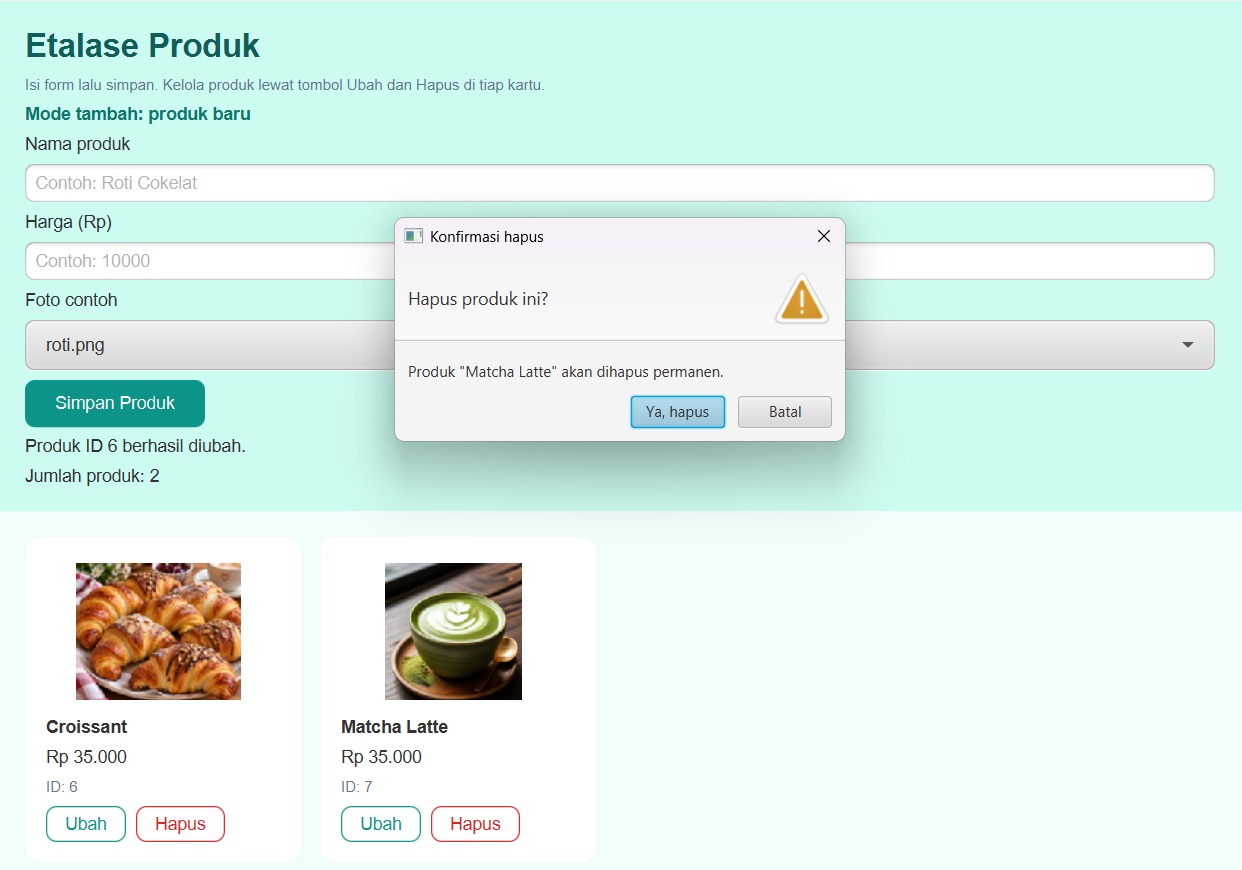 Etalase Produk
Isi form lalu simpan. Kelola produk lewat tombol Ubah dan Hapus di tiap kartu.
Mode tambah: produk baru
Nama produk
Contoh: Roti Cokelat
Harga (Rp)
Contoh: 10000
Foto contoh
roti.png
Simpan Produk
Produk ID 6 berhasil diubah.
Jumlah produk: 2
Konfirmasi hapus
Hapus produk ini?
Produk "Matcha Latte" akan dihapus permanen.
Ya, hapus
Batal
Croissant
Rp 35.000
ID: 6
Ubah
Hapus
Matcha Latte
Rp 35.000
ID: 7
Ubah
Hapus